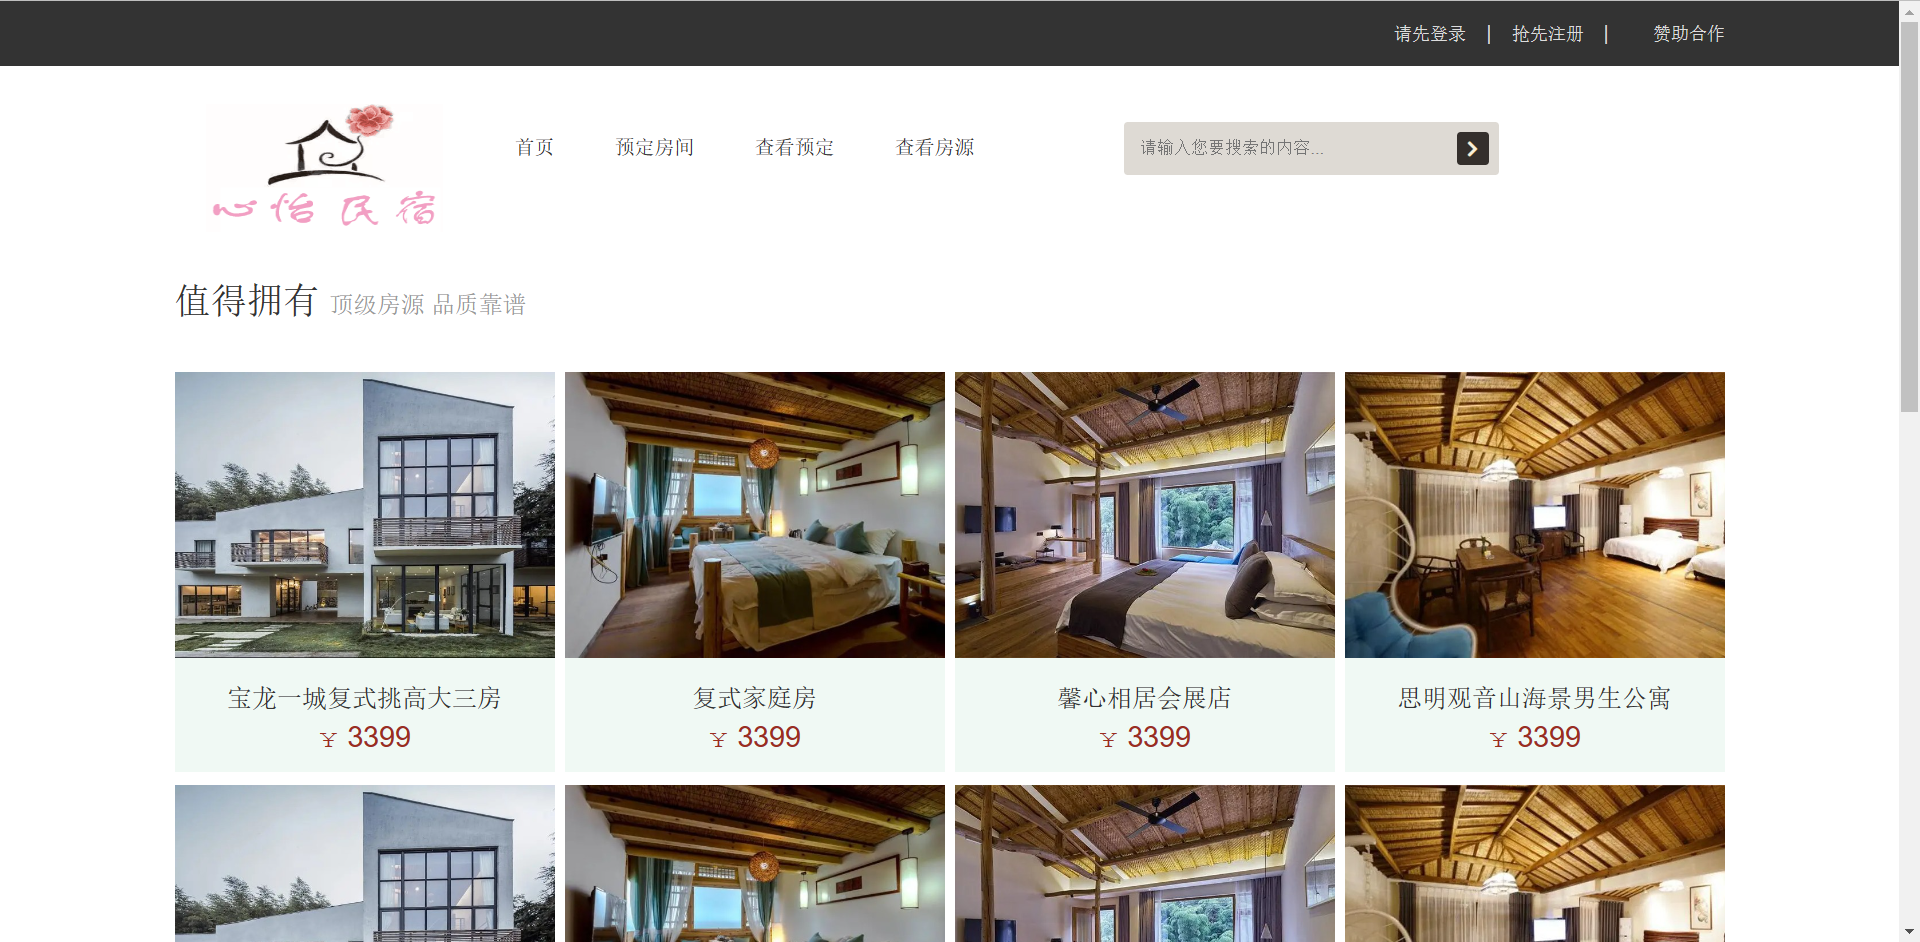 请先登录 | 抢先注册 | 赞助合作
心怡民宿
首页 预定房间 查看预定 查看房源
请输入您要搜索的内容...
值得拥有 顶级房源 品质靠谱
宝龙一城复式挑高大三房
¥ 3399
复式家庭房
¥ 3399
馨心相居会展店
¥ 3399
思明观音山海景男生公寓
¥ 3399